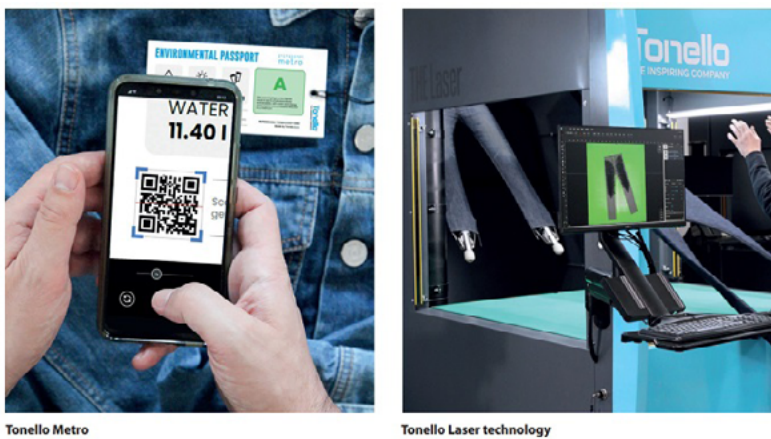 ENVIRONMENTAL PASSPORT
metro
A
WATER
11.40 l
Tonello
THE Laser
Tonello
THE INSPIRING COMPANY
Tonello Metro
Tonello Laser technology